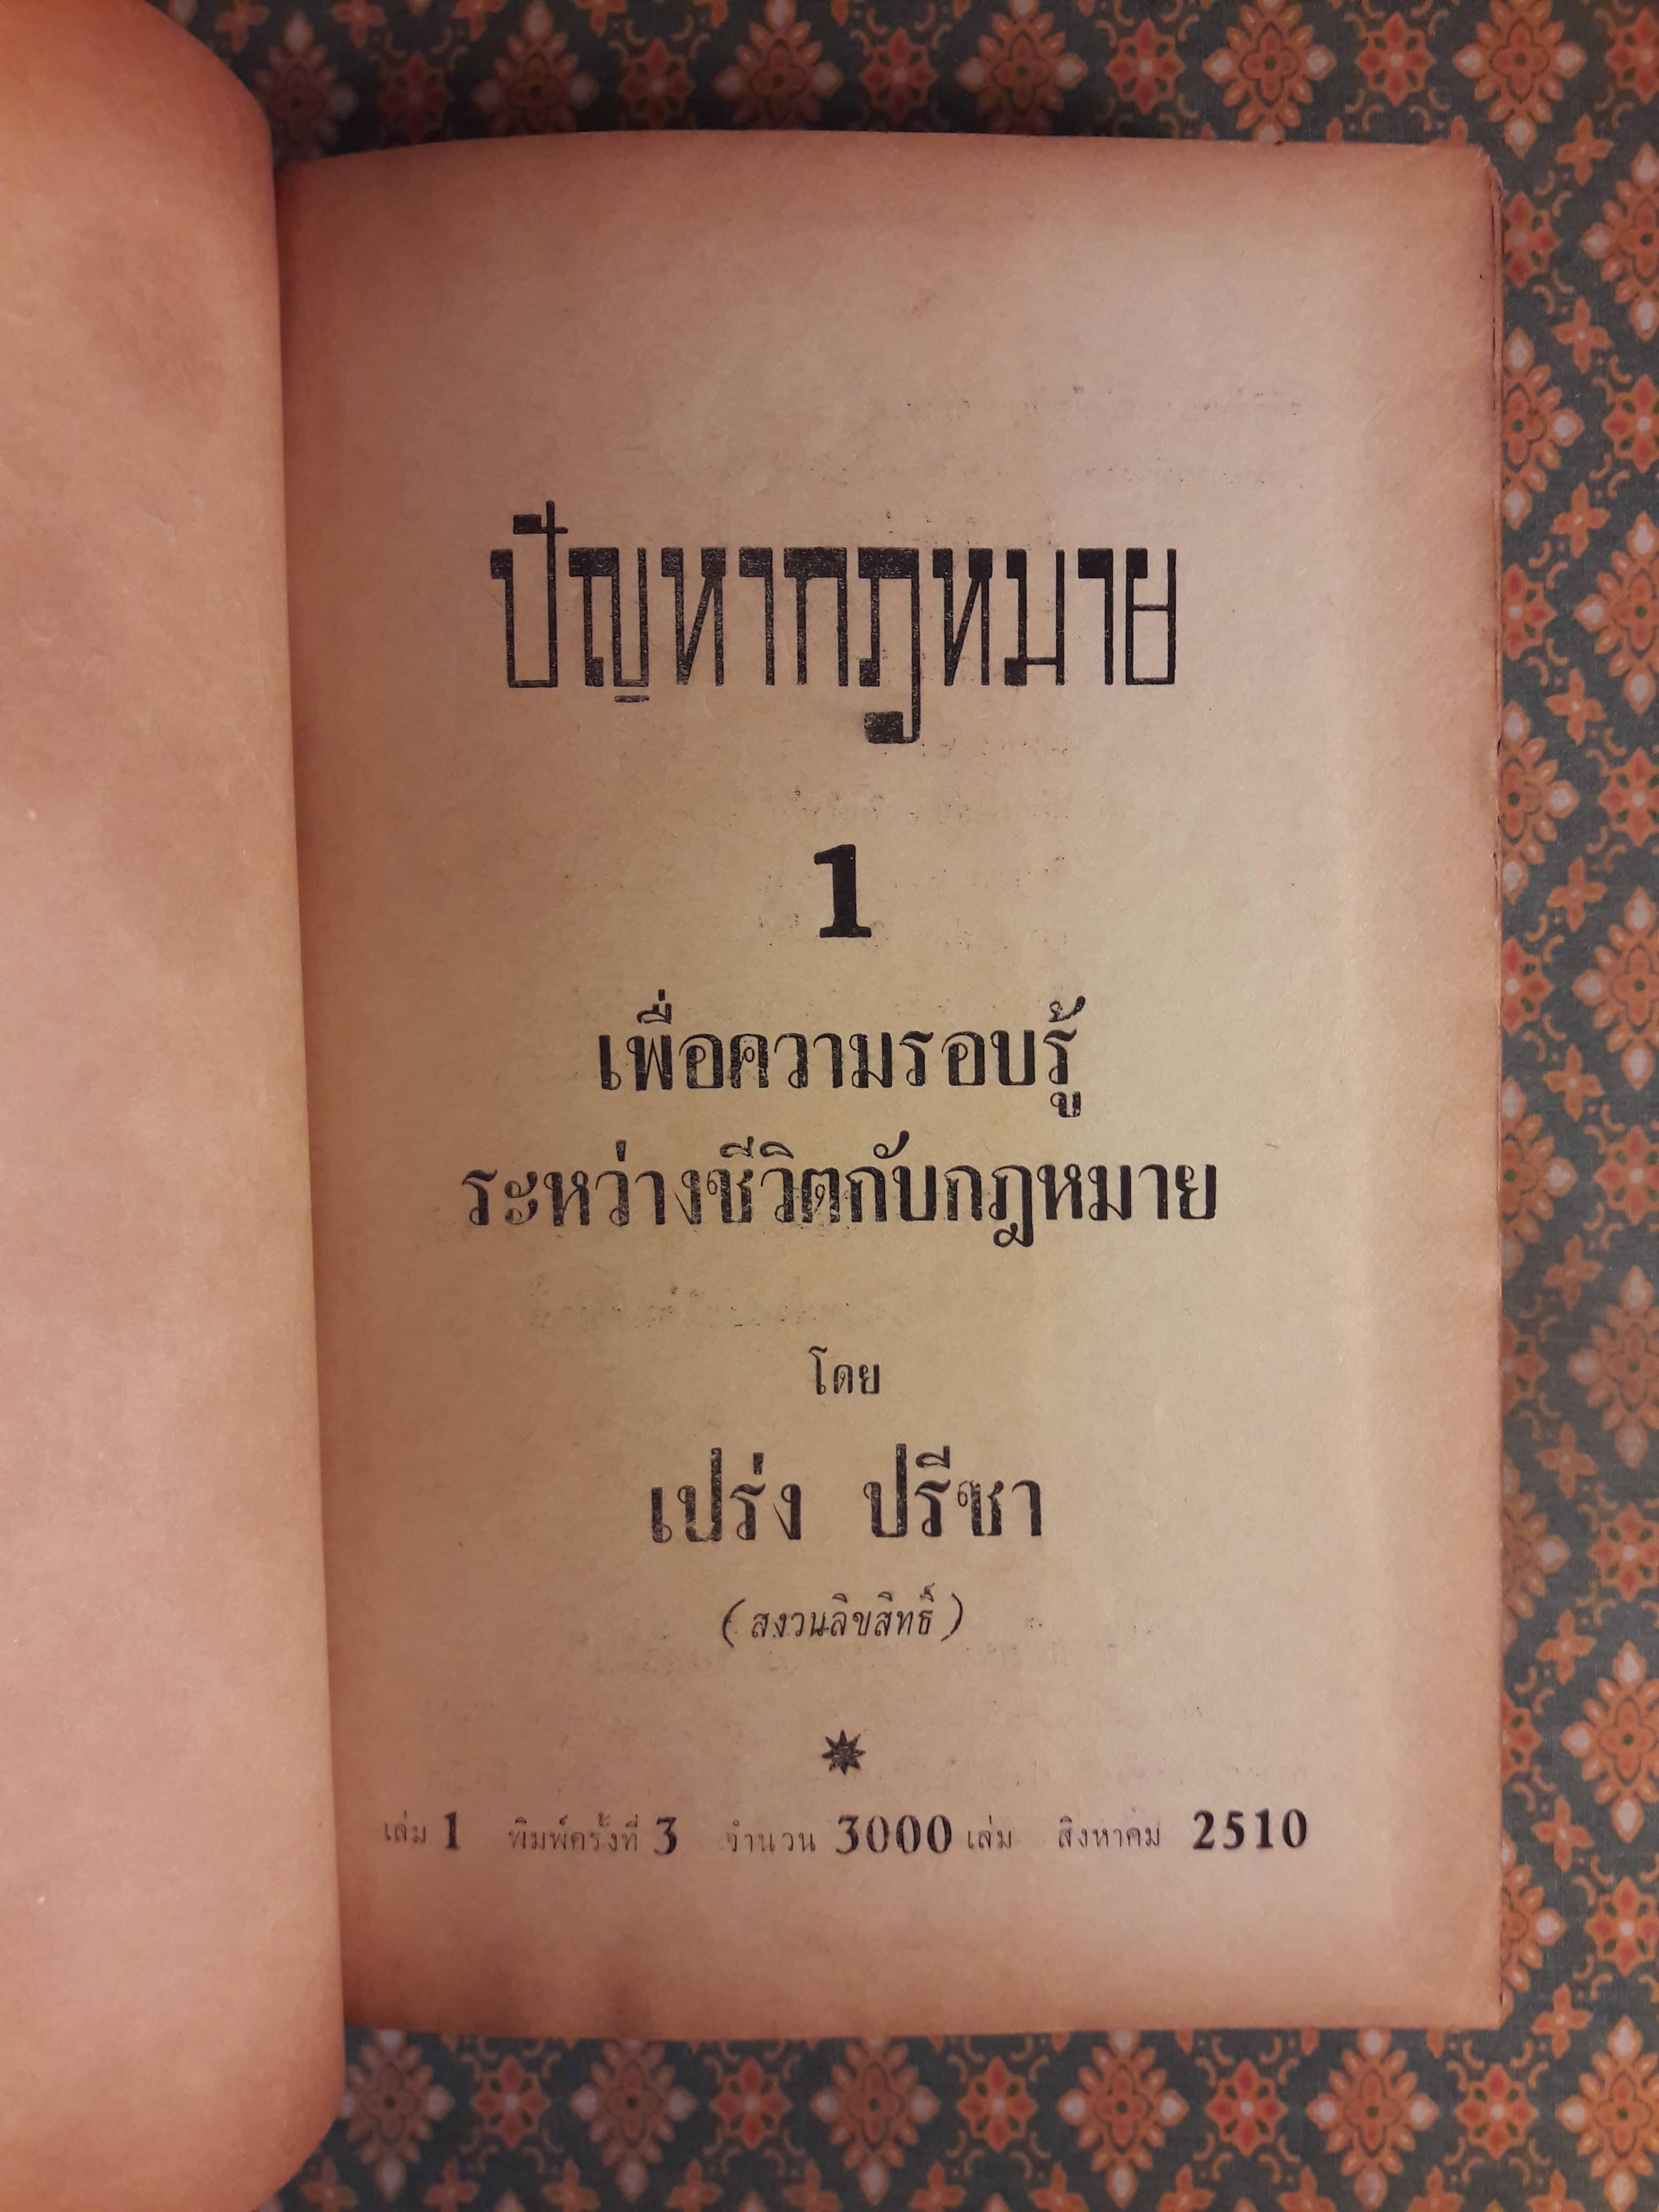 ปัญหากฎหมาย
1
เพื่อความรอบรู้
ระหว่างชีวิตกับกฎหมาย
โดย
เปร่ง ปรีชา
(สงวนลิขสิทธิ์)
เล่ม 1 พิมพ์ครั้งที่ 3 จำนวน 3000 เล่ม สิงหาคม 2510